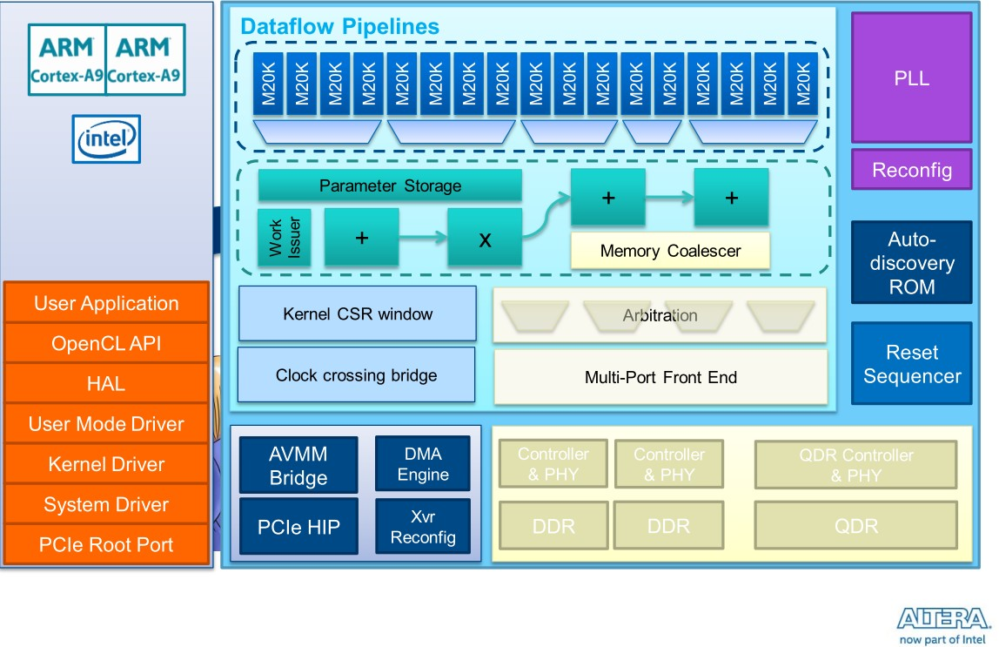 ARM ARM
Cortex-A9 Cortex-A9
intel
User Application
OpenCL API
HAL
User Mode Driver
Kernel Driver
System Driver
PCIe Root Port
Dataflow Pipelines
M20K M20K M20K M20K M20K M20K M20K M20K M20K M20K M20K M20K M20K M20K M20K M20K M20K
Parameter Storage
Work
Issuer
+
x
+
+
Memory Coalescer
Kernel CSR window
Arbitration
Clock crossing bridge
Multi-Port Front End
AVMM
Bridge
DMA
Engine
PCIe HIP
Xvr
Reconfig
Controller
& PHY
Controller
& PHY
QDR Controller
& PHY
DDR
DDR
QDR
PLL
Reconfig
Auto-
discovery
ROM
Reset
Sequencer
ALTERA
now part of Intel